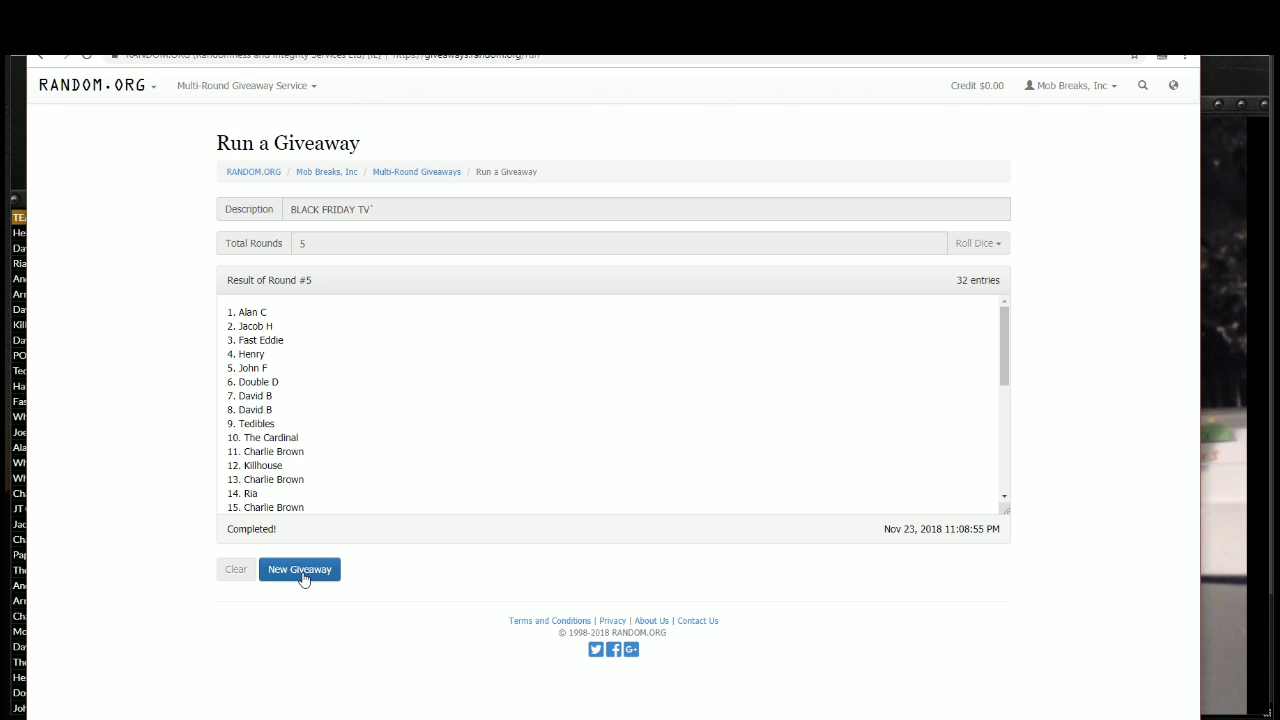 RANDOM.ORG
Multi-Round Giveaway Service
Credit $0.00
Mob Breaks, Inc
Run a Giveaway
RANDOM.ORG / Mob Breaks, Inc / Multi-Round Giveaways / Run a Giveaway
Description BLACK FRIDAY TV`
Total Rounds 5 Roll Dice
Result of Round #5 32 entries
1. Alan C
2. Jacob H
3. Fast Eddie
4. Henry
5. John F
6. Double D
7. David B
8. David B
9. Tedibles
10. The Cardinal
11. Charlie Brown
12. Killhouse
13. Charlie Brown
14. Ria
15. Charlie Brown
Completed! Nov 23, 2018 11:08:55 PM
Clear New Giveaway
Terms and Conditions | Privacy | About Us | Contact Us
© 1998-2018 RANDOM.ORG